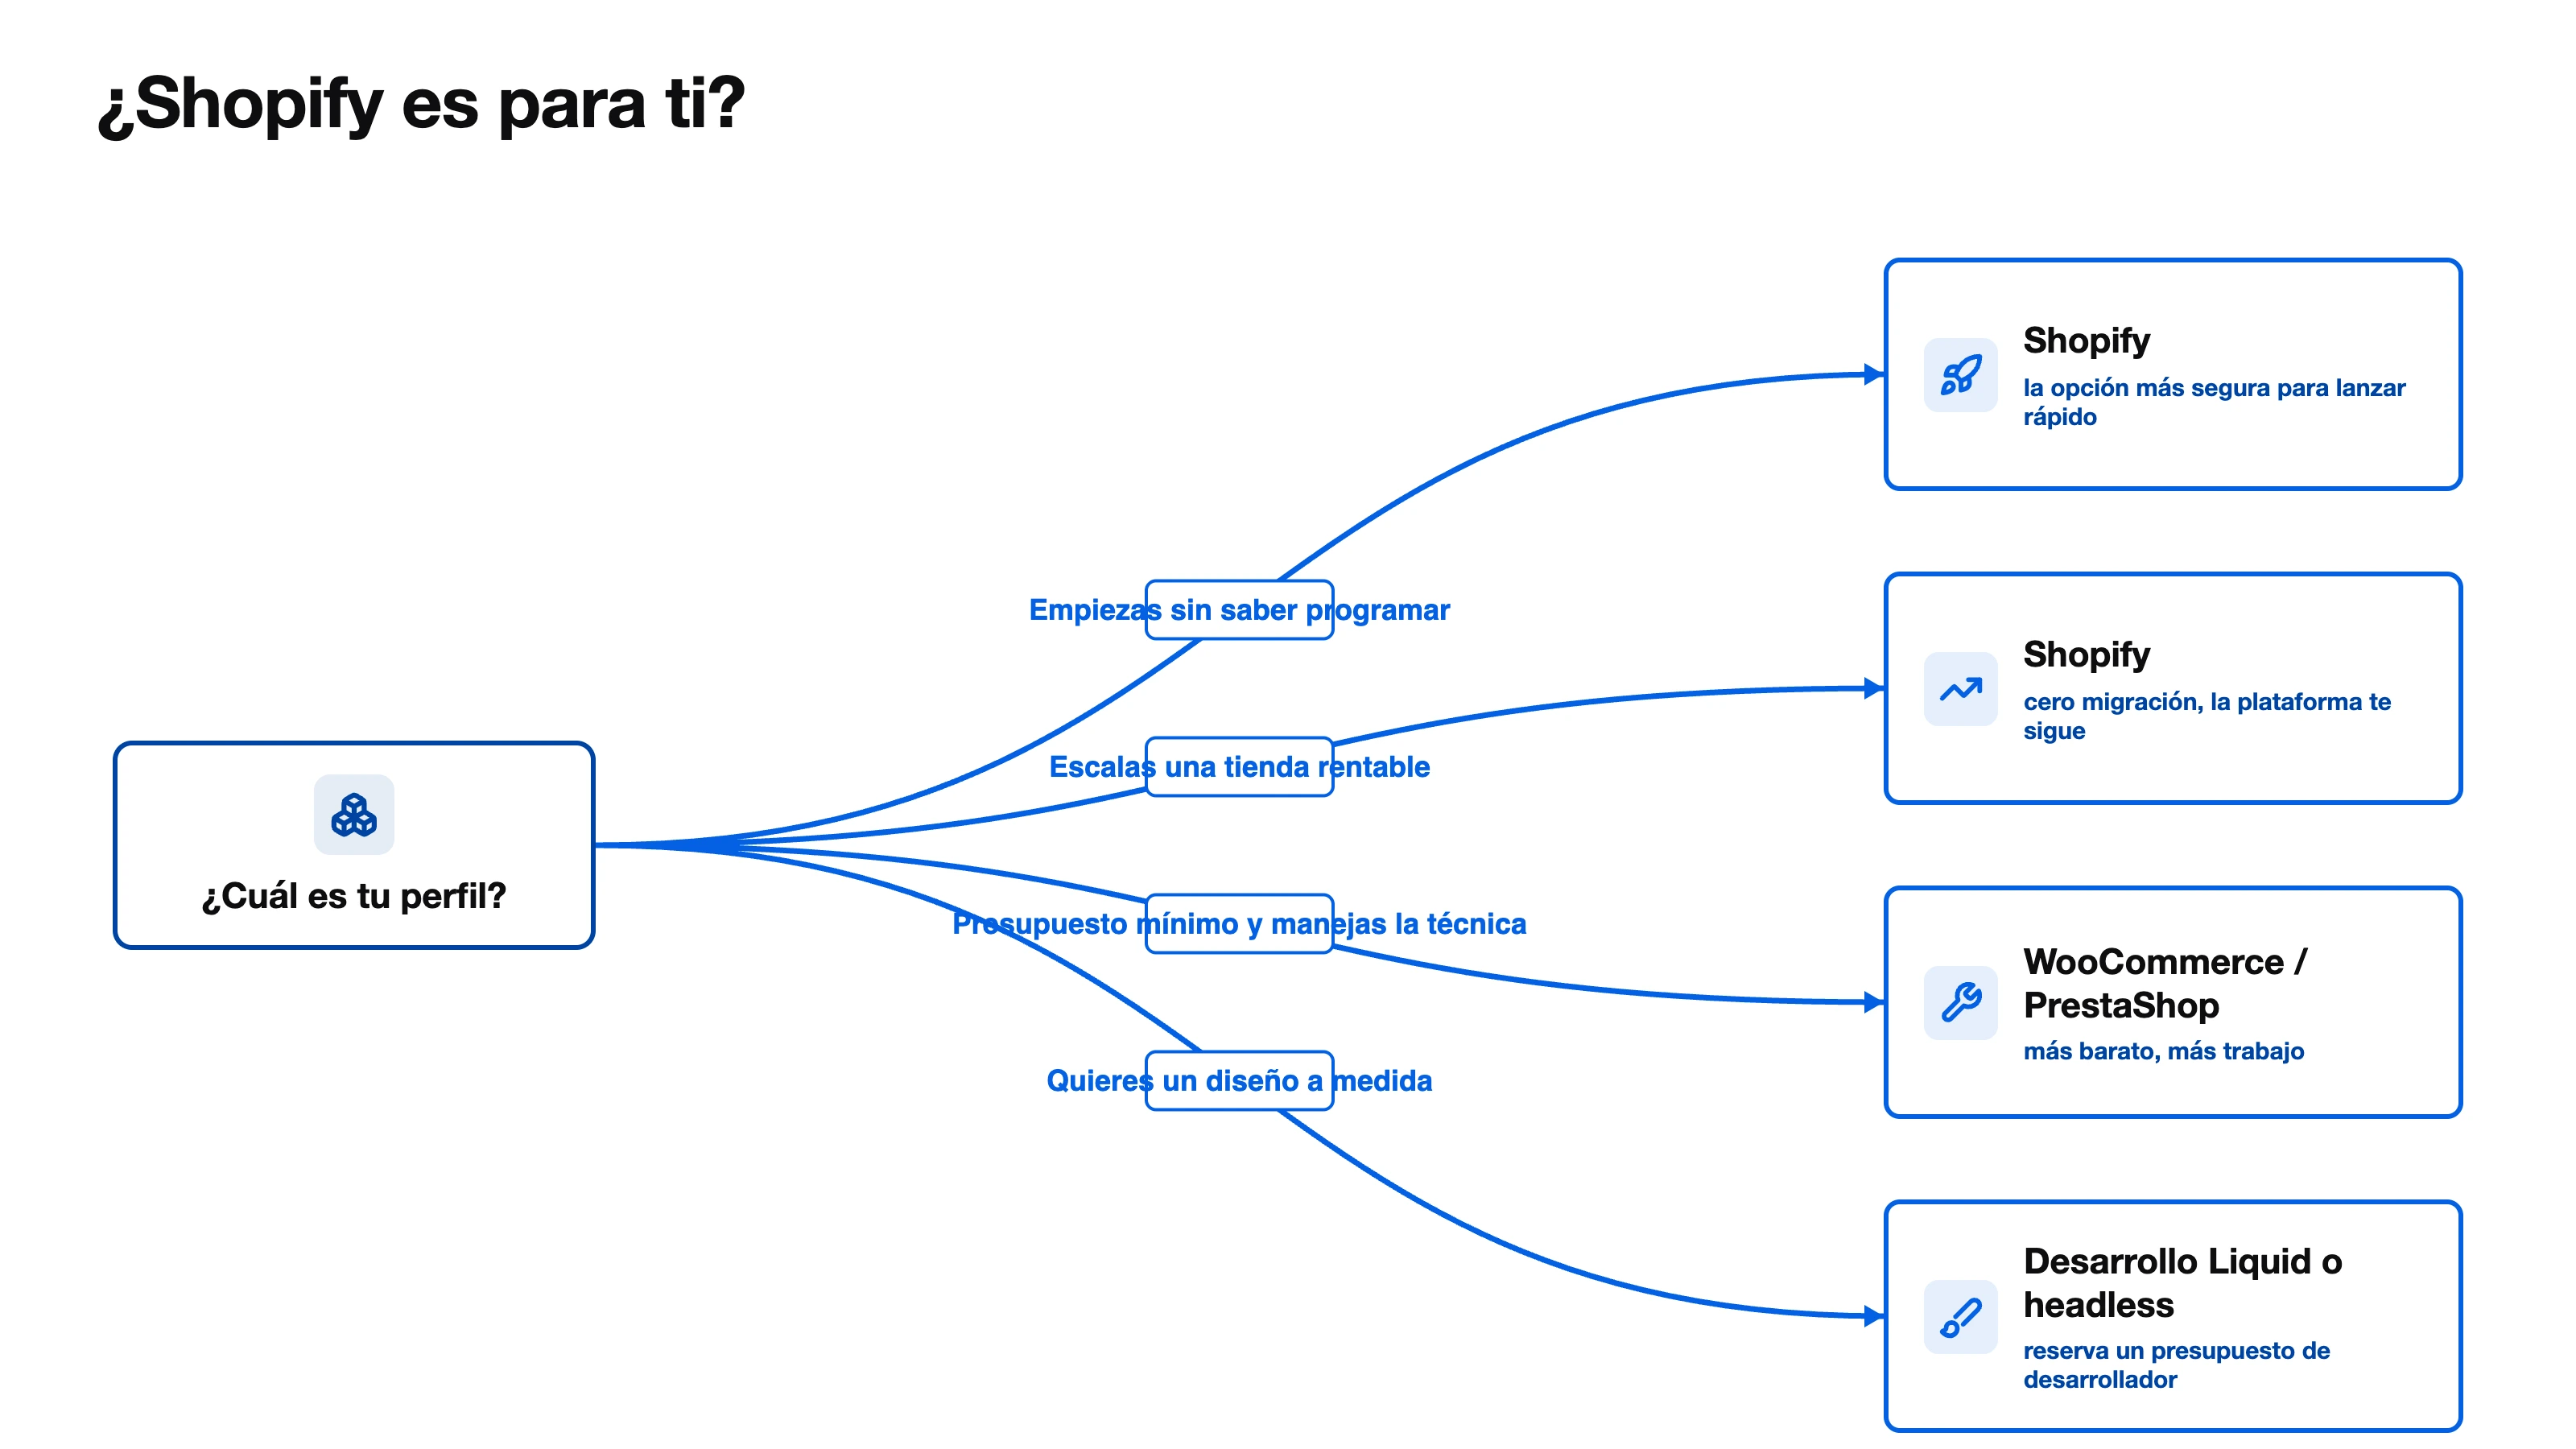 ¿Shopify es para ti?
¿Cuál es tu perfil?
Empiezas sin saber programar
Escalas una tienda rentable
Presupuesto mínimo y manejas la técnica
Quieres un diseño a medida
Shopify
la opción más segura para lanzar
rápido
Shopify
cero migración, la plataforma te
sigue
WooCommerce /
PrestaShop
más barato, más trabajo
Desarrollo Liquid o
headless
reserva un presupuesto de
desarrollador